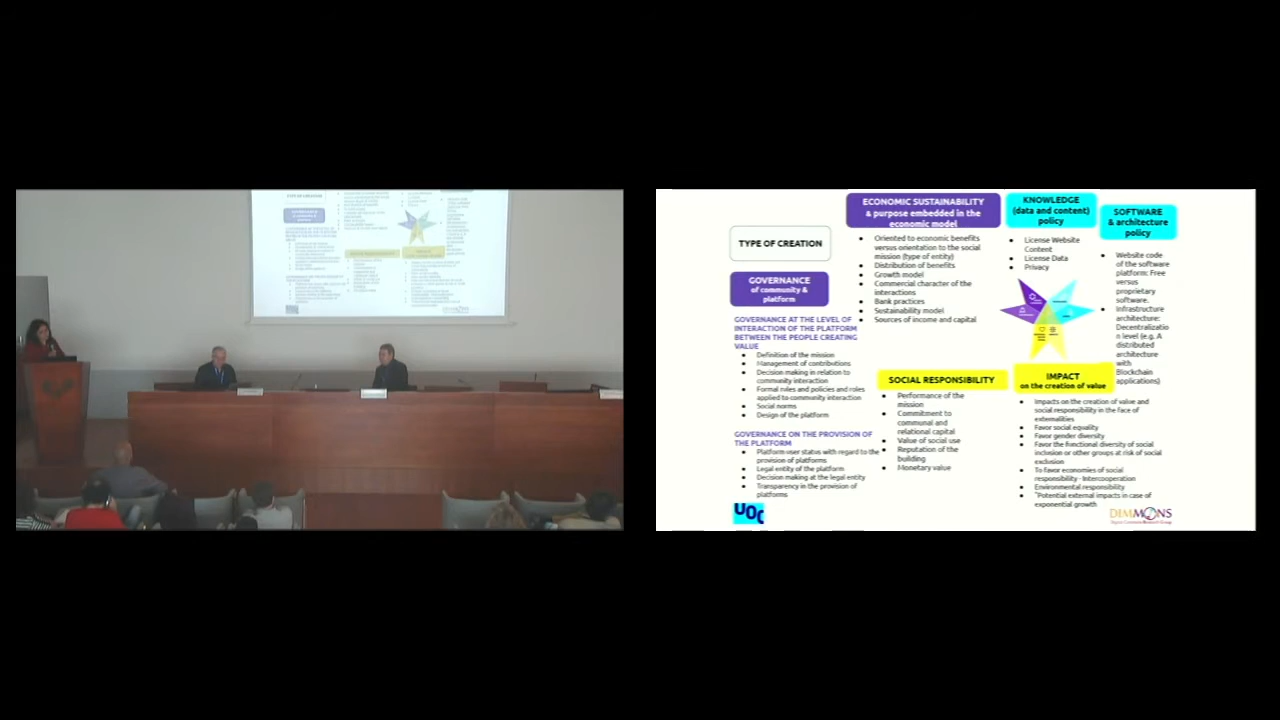 TYPE OF CREATION
GOVERNANCE
of community &
platform
GOVERNANCE AT THE LEVEL OF
INTERACTION OF THE PLATFORM
BETWEEN THE PEOPLE CREATING
VALUE
Definition of the mission
Management of contributions
Decision making in relation to
community interaction
Formal roles and policies and roles
applied to community interaction
Social norms
Design of the platform
GOVERNANCE ON THE PROVISION OF
THE PLATFORM
Platform user status with regard to the
provision of platforms
Legal entity of the platform
Decision making at the legal entity
Transparency in the provision of
platforms
ECONOMIC SUSTAINABILITY
& purpose embedded in the
economic model
Oriented to economic benefits
versus orientation to the social
mission (type of entity)
Distribution of benefits
Growth model
Commercial character of the
interactions
Bank practices
Sustainability model
Sources of income and capital
SOCIAL RESPONSIBILITY
Performance of the
mission
Commitment to
communal and
relational capital
Value of social use
Reputation of the
building
Monetary value
KNOWLEDGE
(data and content)
policy
License Website
Content
License Data
Privacy
SOFTWARE
& architecture
policy
Website code
of the software
platform: Free
versus
proprietary
software.
Infrastructure
architecture:
Decentralizatio
n level (e.g. A
distributed
architecture
with
Blockchain
applications)
IMPACT
on the creation of value
Impacts on the creation of value and
social responsibility in the face of
externalities
Favor social equality
Favor gender diversity
Favor the functional diversity of social
inclusion or other groups at risk of social
exclusion
To favor economies of social
responsibility - Intercooperation
Environmental responsibility
"Potential external impacts in case of
exponential growth
UOC
DIMMONS